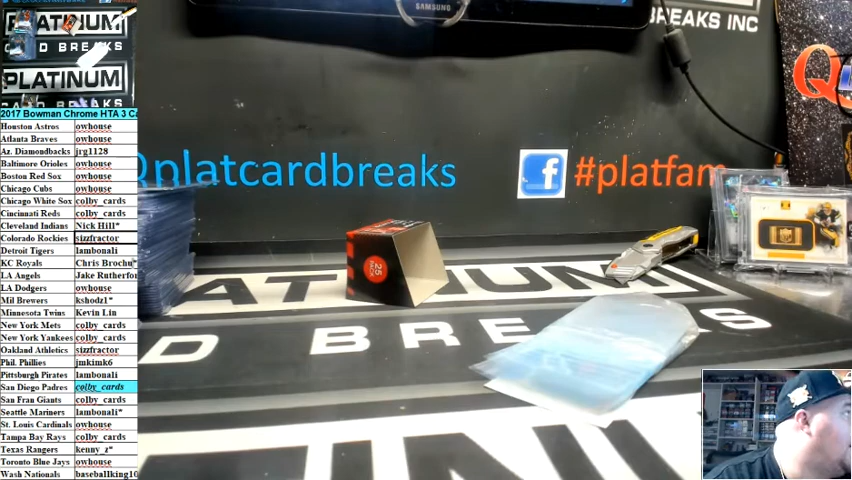 PLATINUM
CARD BREAKS
PLATINUM
2017 Bowman Chrome HTA 3 Ca
Houston Astros owhouse
Atlanta Braves owhouse
Az. Diamondbacks jrg1128
Baltimore Orioles owhouse
Boston Red Sox owhouse
Chicago Cubs owhouse
Chicago White Sox colby_cards
Cincinnati Reds colby_cards
Cleveland Indians Nick Hill*
Colorado Rockies sizzfractor
Detroit Tigers lambonali
KC Royals Chris Brochu*
LA Angels Jake Rutherfor
LA Dodgers owhouse
Mil Brewers kshodz1*
Minnesota Twins Kevin Lin
New York Mets colby_cards
New York Yankees colby_cards
Oakland Athletics sizzfractor
Phil. Phillies jmkimk6
Pittsburgh Pirates lambonali
San Diego Padres colby_cards
San Fran Giants colby_cards
Seattle Mariners lambonali*
St. Louis Cardinals owhouse
Tampa Bay Rays colby_cards
Texas Rangers kenny_z*
Toronto Blue Jays owhouse
Wash Nationals baseballking10
SAMSUNG
BREAKS INC
@platcardbreaks
f #platfam
25
NFL
ATINUM
D BREAKS